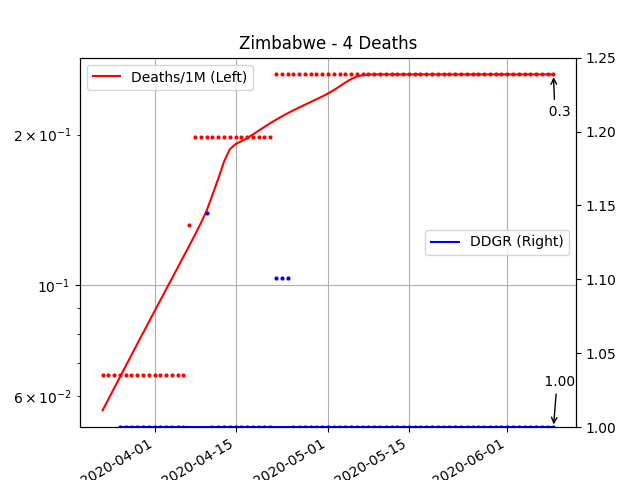 Zimbabwe - 4 Deaths
Deaths/1M (Left)
DDGR (Right)
0.3
1.00
2 × 10⁻¹
10⁻¹
6 × 10⁻²
1.25
1.20
1.15
1.10
1.05
1.00
2020-04-01
2020-04-15
2020-05-01
2020-05-15
2020-06-01